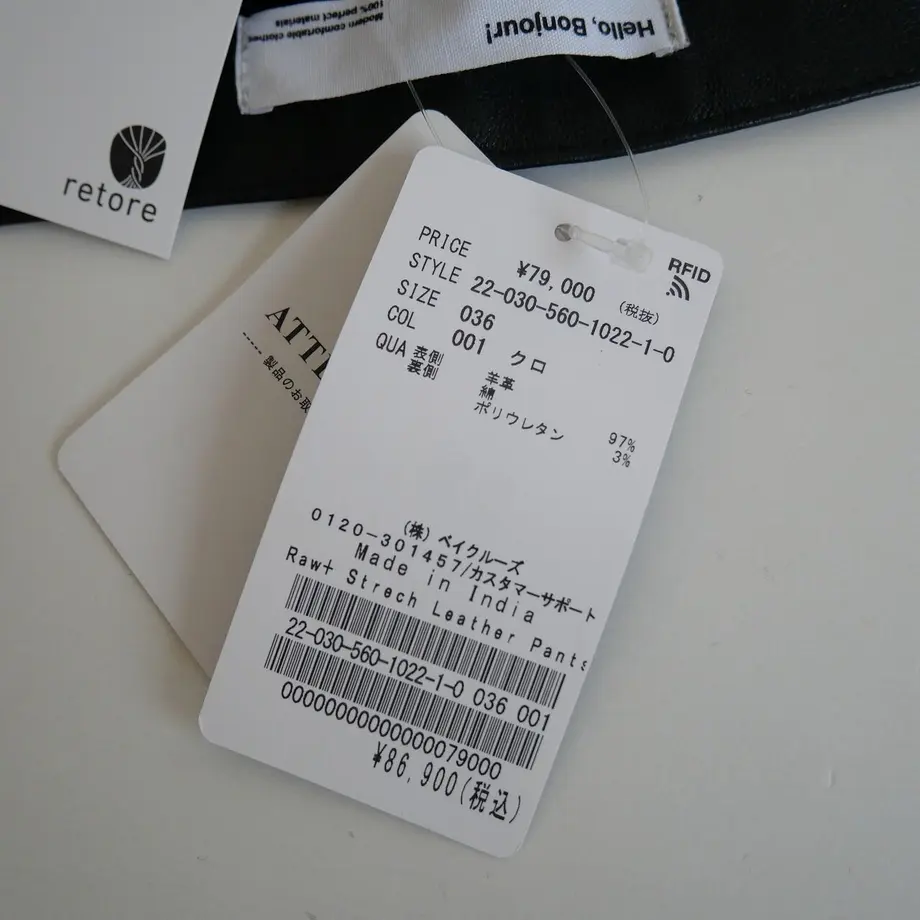 Hello, Bonjour!
Modern comfortable clothes
100% perfect materials
retore
製品のお取
RFID
PRICE ¥79,000 (税抜)
STYLE 22-030-560-1022-1-0
SIZE 036
COL 001 クロ
QUA 表側 羊革
裏側 綿 97%
ポリウレタン 3%
(株) ベイクルーズ
0120-301457/カスタマーサポート
Made in India
Raw+ Strech Leather Pants
22-030-560-1022-1-0 036 001
0000000000000079000
¥86,900(税込)